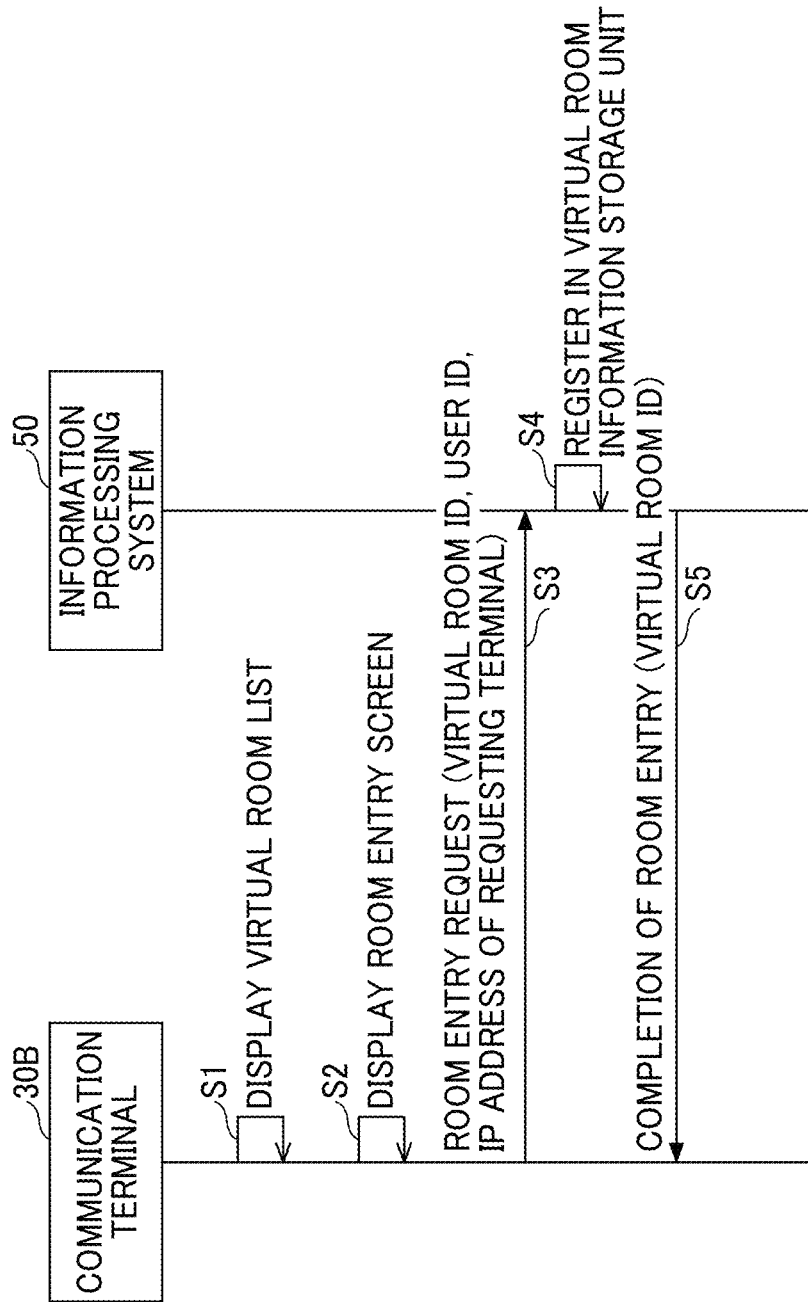 30B
COMMUNICATION
TERMINAL
50
INFORMATION
PROCESSING
SYSTEM
S1
DISPLAY VIRTUAL ROOM LIST
S2
DISPLAY ROOM ENTRY SCREEN
ROOM ENTRY REQUEST (VIRTUAL ROOM ID, USER ID,
IP ADDRESS OF REQUESTING TERMINAL)
S3
S4
REGISTER IN VIRTUAL ROOM
INFORMATION STORAGE UNIT
COMPLETION OF ROOM ENTRY (VIRTUAL ROOM ID)
S5